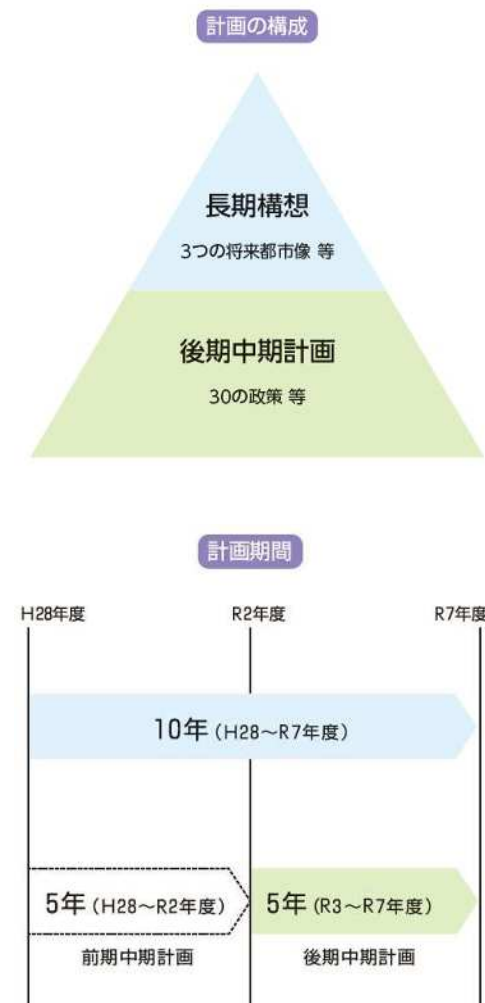 計画の構成
長期構想
3つの将来都市像 等
後期中期計画
30の政策 等
計画期間
H28年度 R2年度 R7年度
10年(H28〜R7年度)
5年(H28〜R2年度) 5年(R3〜R7年度)
前期中期計画 後期中期計画